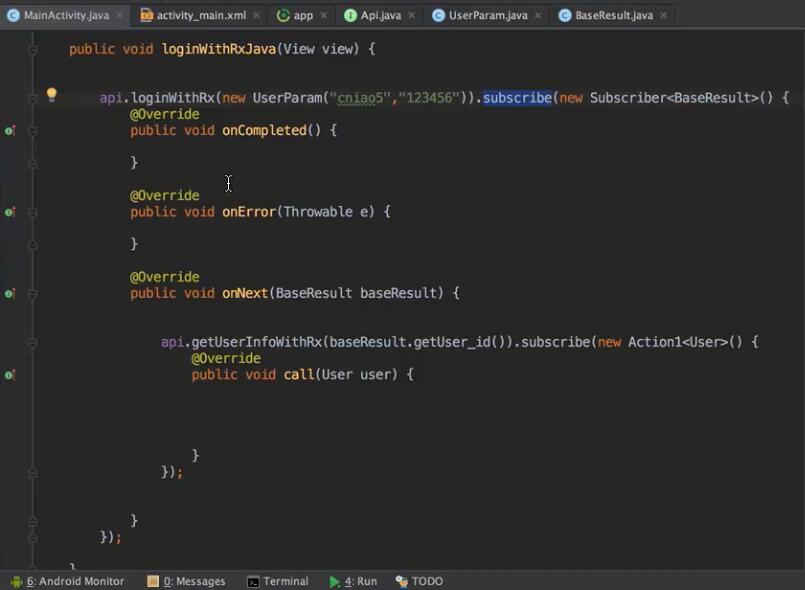 MainActivity.java × activity_main.xml × app × Api.java × UserParam.java × BaseResult.java ×
public void loginWithRxJava(View view) {
api.loginWithRx(new UserParam("cniao5","123456")).subscribe(new Subscriber<BaseResult>() {
@Override
public void onCompleted() {
}
@Override
public void onError(Throwable e) {
}
@Override
public void onNext(BaseResult baseResult) {
api.getUserInfoWithRx(baseResult.getUser_id()).subscribe(new Action1<User>() {
@Override
public void call(User user) {
}
});
}
});
}
6: Android Monitor 0: Messages Terminal 4: Run TODO